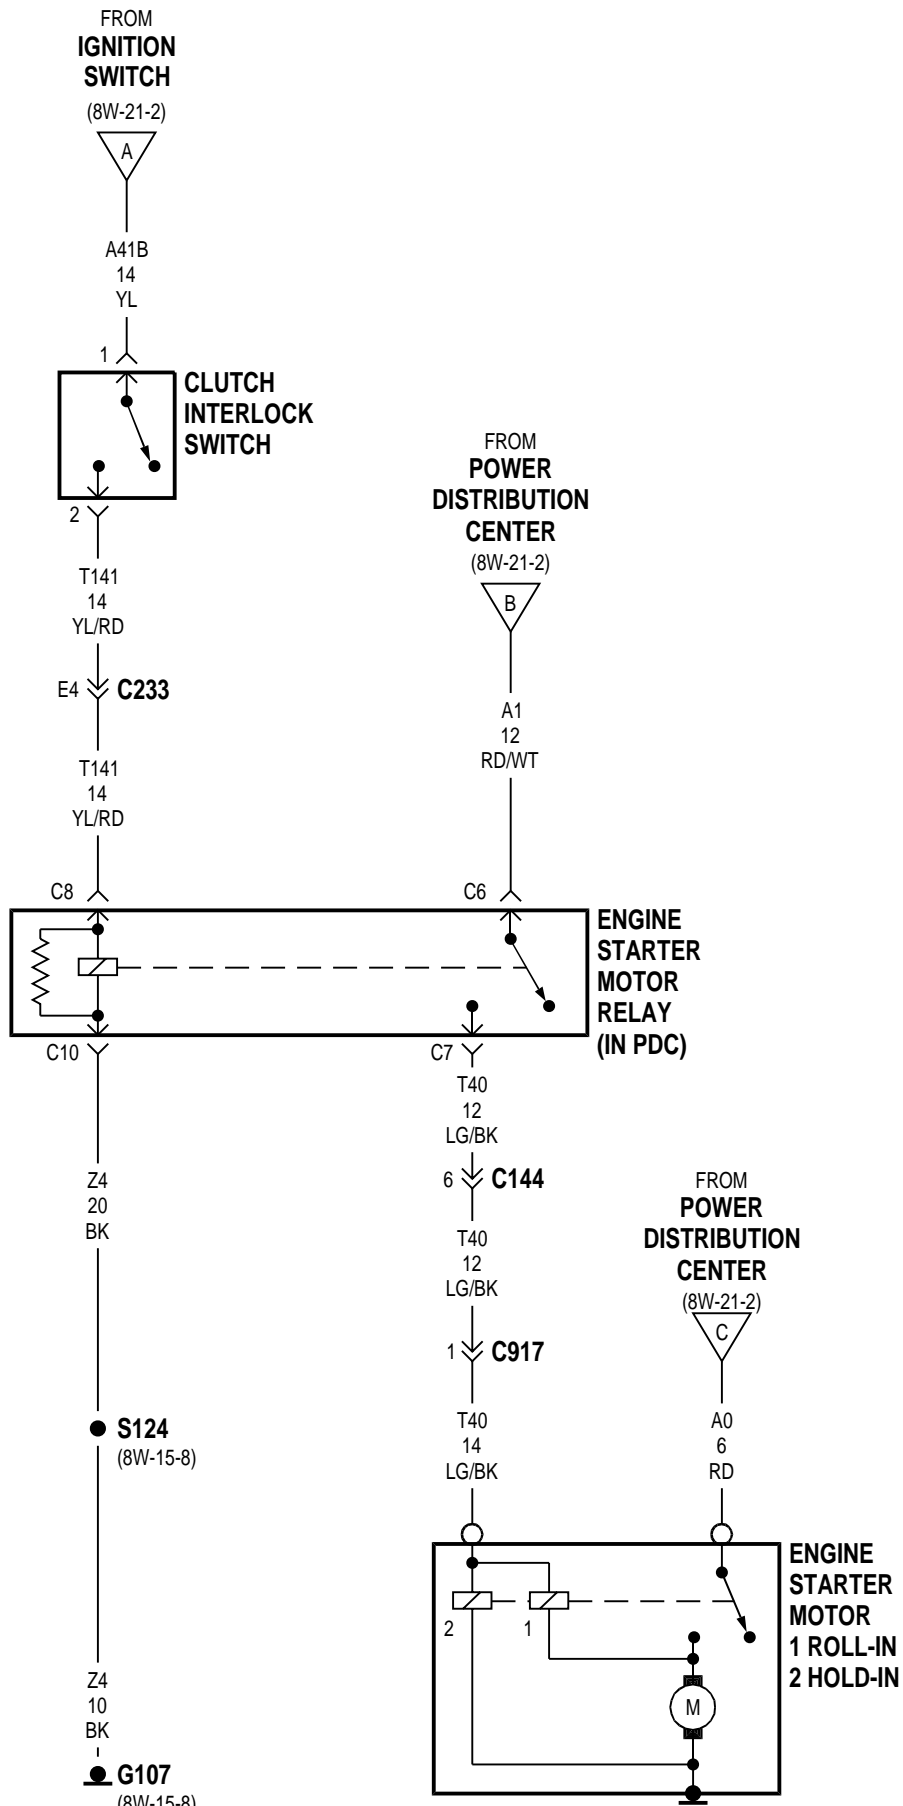 FROM
IGNITION
SWITCH
(8W-21-2)
A
A41B
14
YL
1
CLUTCH
INTERLOCK
SWITCH
2
T141
14
YL/RD
E4 C233
T141
14
YL/RD
C8
FROM
POWER
DISTRIBUTION
CENTER
(8W-21-2)
B
A1
12
RD/WT
C6
ENGINE
STARTER
MOTOR
RELAY
(IN PDC)
C10
Z4
20
BK
S124
(8W-15-8)
Z4
10
BK
G107
(8W-15-8)
C7
T40
12
LG/BK
6 C144
T40
12
LG/BK
1 C917
T40
14
LG/BK
FROM
POWER
DISTRIBUTION
CENTER
(8W-21-2)
C
A0
6
RD
ENGINE
STARTER
MOTOR
1 ROLL-IN
2 HOLD-IN
2
1
M